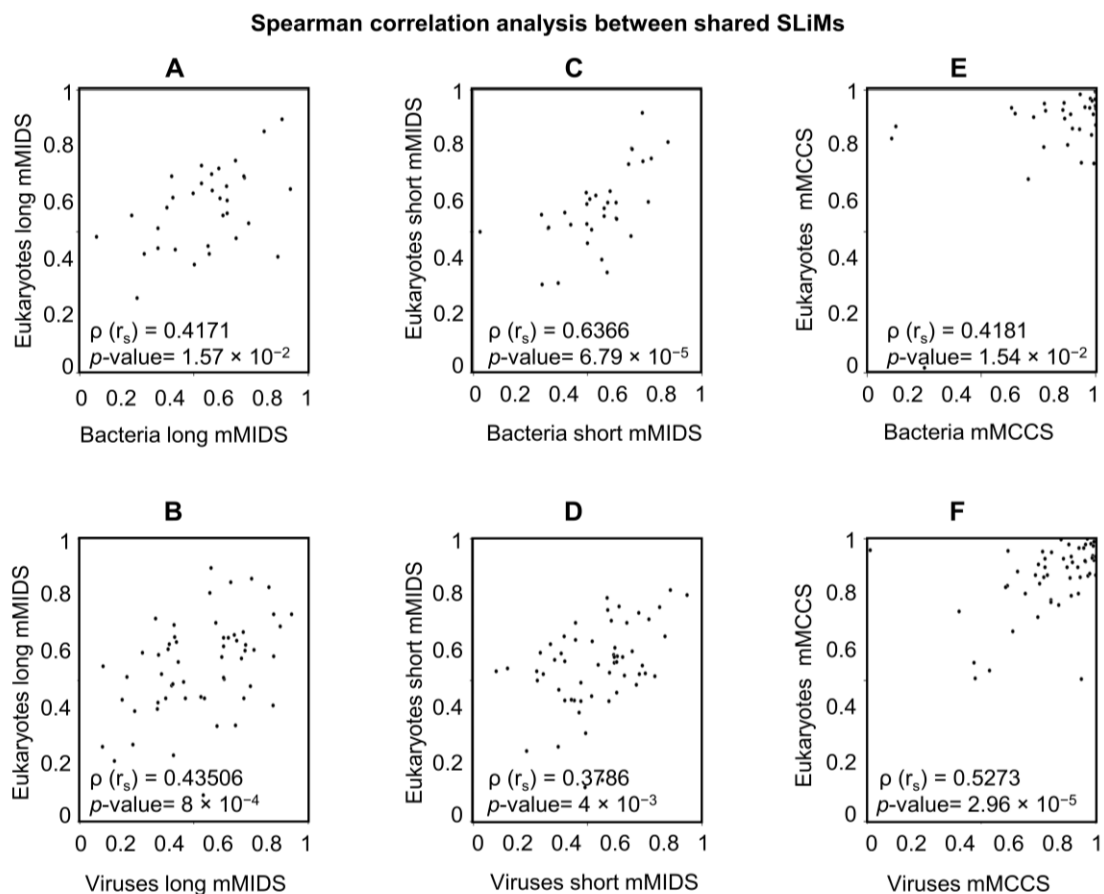 Spearman correlation analysis between shared SLiMs
A
Eukaryotes long mMIDS
1
0.8
0.6
0.4
0.2
0
ρ (rs) = 0.4171
p-value= 1.57 × 10⁻²
0 0.2 0.4 0.6 0.8 1
Bacteria long mMIDS
C
Eukaryotes short mMIDS
1
0.8
0.6
0.4
0.2
0
ρ (rs) = 0.6366
p-value= 6.79 × 10⁻⁵
0 0.2 0.4 0.6 0.8 1
Bacteria short mMIDS
E
Eukaryotes mMCCS
1
0.8
0.6
0.4
0.2
0
ρ (rs) = 0.4181
p-value= 1.54 × 10⁻²
0 0.2 0.4 0.6 0.8 1
Bacteria mMCCS
B
Eukaryotes long mMIDS
1
0.8
0.6
0.4
0.2
0
ρ (rs) = 0.43506
p-value= 8 × 10⁻⁴
0 0.2 0.4 0.6 0.8 1
Viruses long mMIDS
D
Eukaryotes short mMIDS
1
0.8
0.6
0.4
0.2
0
ρ (rs) = 0.3786
p-value= 4 × 10⁻³
0 0.2 0.4 0.6 0.8 1
Viruses short mMIDS
F
Eukaryotes mMCCS
1
0.8
0.6
0.4
0.2
0
ρ (rs) = 0.5273
p-value= 2.96 × 10⁻⁵
0 0.2 0.4 0.6 0.8 1
Viruses mMCCS